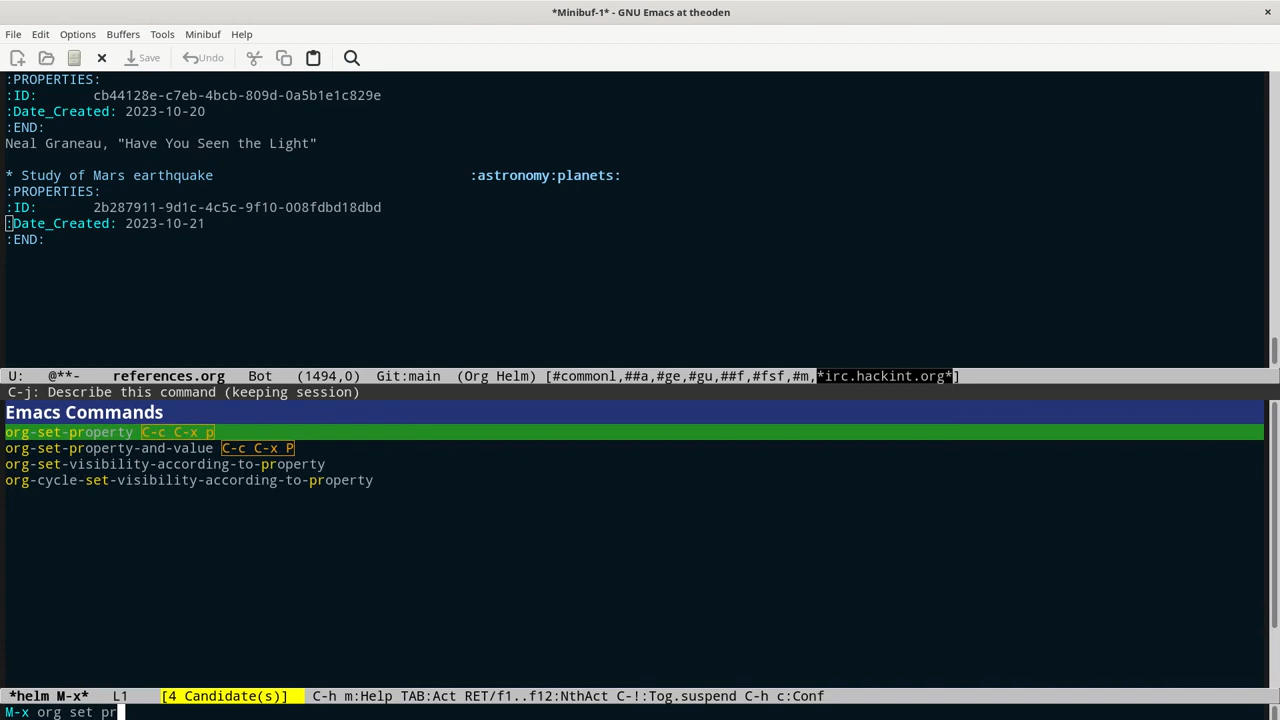 *Minibuf-1* - GNU Emacs at theoden
×
File Edit Options Buffers Tools Minibuf Help
Save Undo
:PROPERTIES:
:ID:       cb44128e-c7eb-4bcb-809d-0a5b1e1c829e
:Date_Created: 2023-10-20
:END:
Neal Graneau, "Have You Seen the Light"
* Study of Mars earthquake :astronomy:planets:
:PROPERTIES:
:ID:       2b287911-9d1c-4c5c-9f10-008fdbd18dbd
:Date_Created: 2023-10-21
:END:
U:   @**-   references.org   Bot   (1494,0)   Git:main   (Org Helm) [#commonl,##a,#ge,#gu,##f,#fsf,#m,*irc.hackint.org*]
C-j: Describe this command (keeping session)
Emacs Commands
org-set-property C-c C-x p
org-set-property-and-value C-c C-x P
org-set-visibility-according-to-property
org-cycle-set-visibility-according-to-property
*helm M-x*   L1   [4 Candidate(s)]   C-h m:Help TAB:Act RET/f1..f12:NthAct C-!:Tog.suspend C-h c:Conf
M-x org set pr